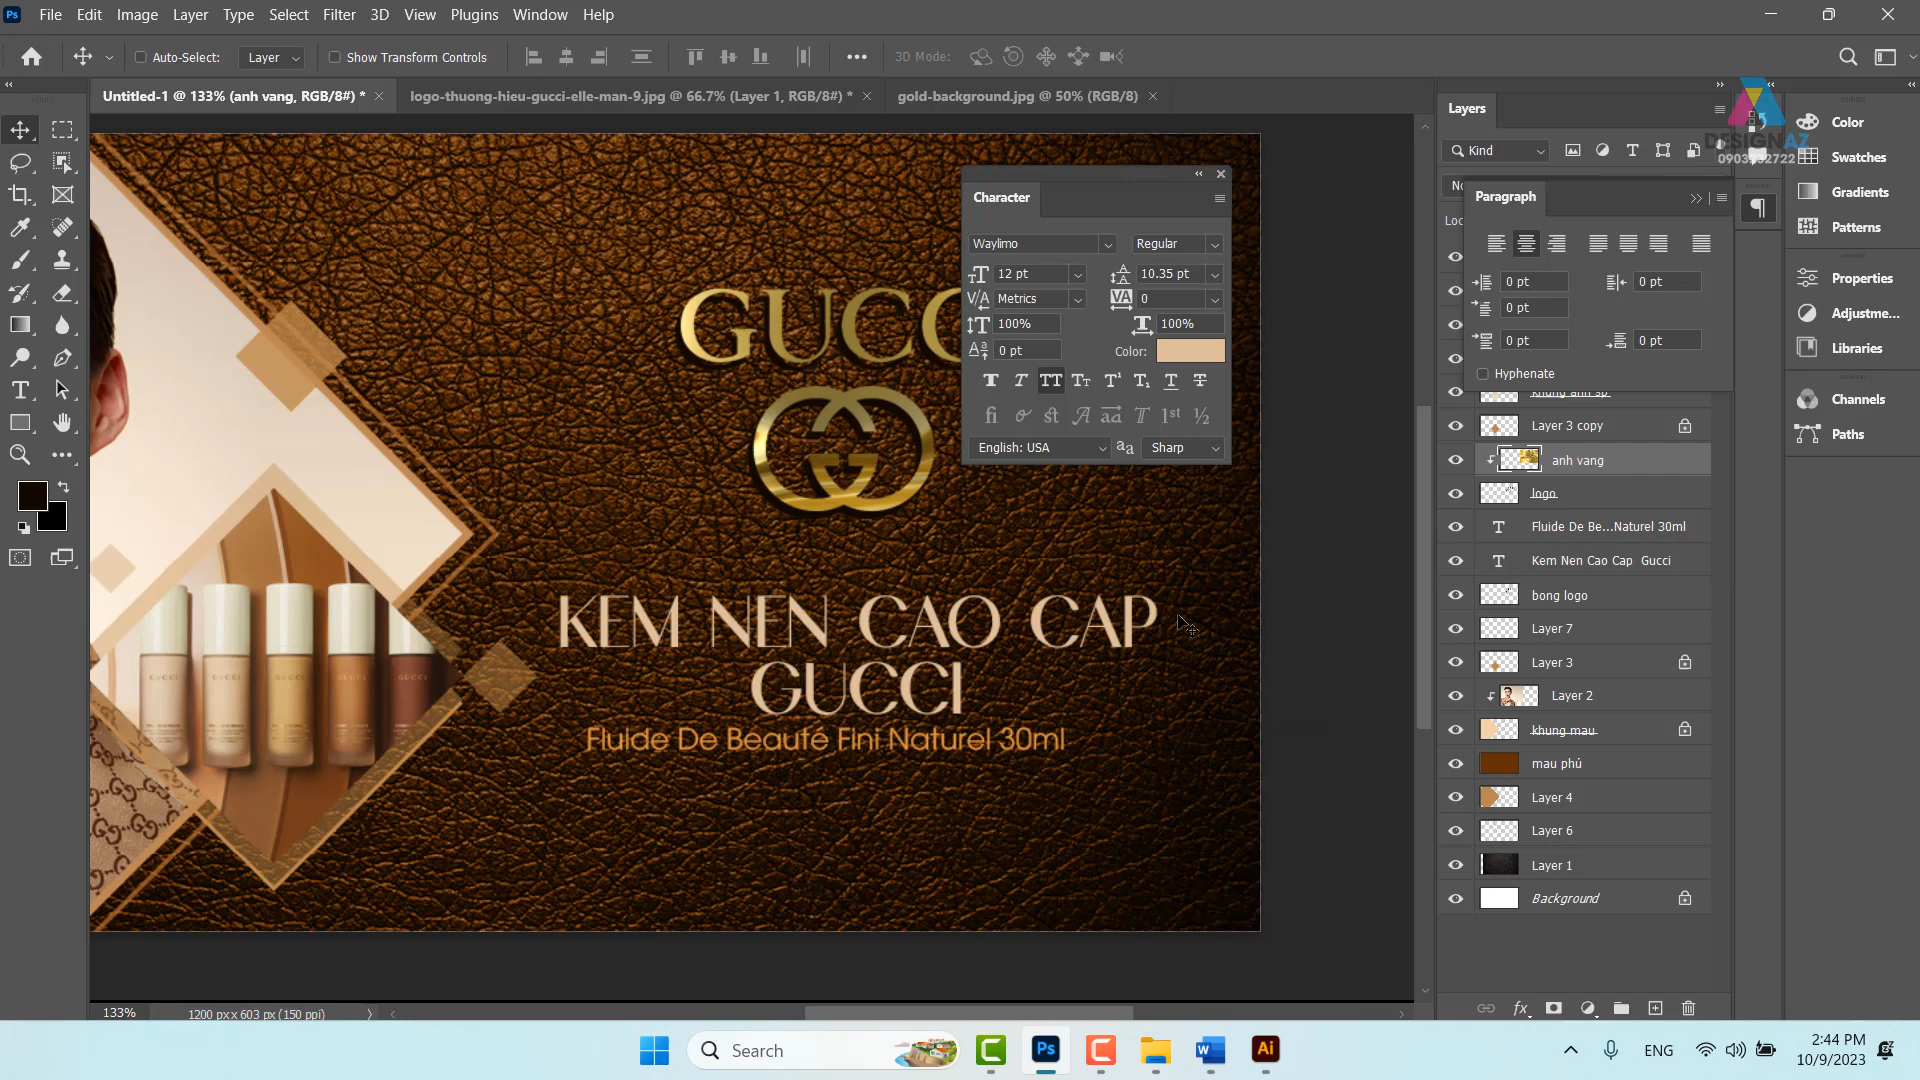 Ps File Edit Image Layer Type Select Filter 3D View Plugins Window Help
Auto-Select: Layer Show Transform Controls 3D Mode:
Untitled-1 @ 133% (anh vang, RGB/8#) * logo-thuong-hieu-gucci-elle-man-9.jpg @ 66.7% (Layer 1, RGB/8#) * gold-background.jpg @ 50% (RGB/8)
Layers
Kind
DESIGNAZ
Color
Swatches
Gradients
Patterns
Properties
Adjustme...
Libraries
Channels
Paths
Paragraph
0 pt 0 pt
0 pt
0 pt 0 pt
Hyphenate
Character
Waylimo Regular
12 pt 10.35 pt
Metrics 0
100% 100%
0 pt Color:
English: USA Sharp
khung anh sp
Layer 3 copy
anh vang
logo
Fluide De Be...Naturel 30ml
Kem Nen Cao Cap Gucci
bong logo
Layer 7
Layer 3
Layer 2
khung mau
mau phủ
Layer 4
Layer 6
Layer 1
Background
GUCC
KEM NEN CAO CAP
GUCCI
Fluide De Beauté Fini Naturel 30ml
GUCCI GUCCI GUCCI GUCCI GUCCI
133% 1200 px x 603 px (150 ppi)
Search
ENG
2:44 PM
10/9/2023